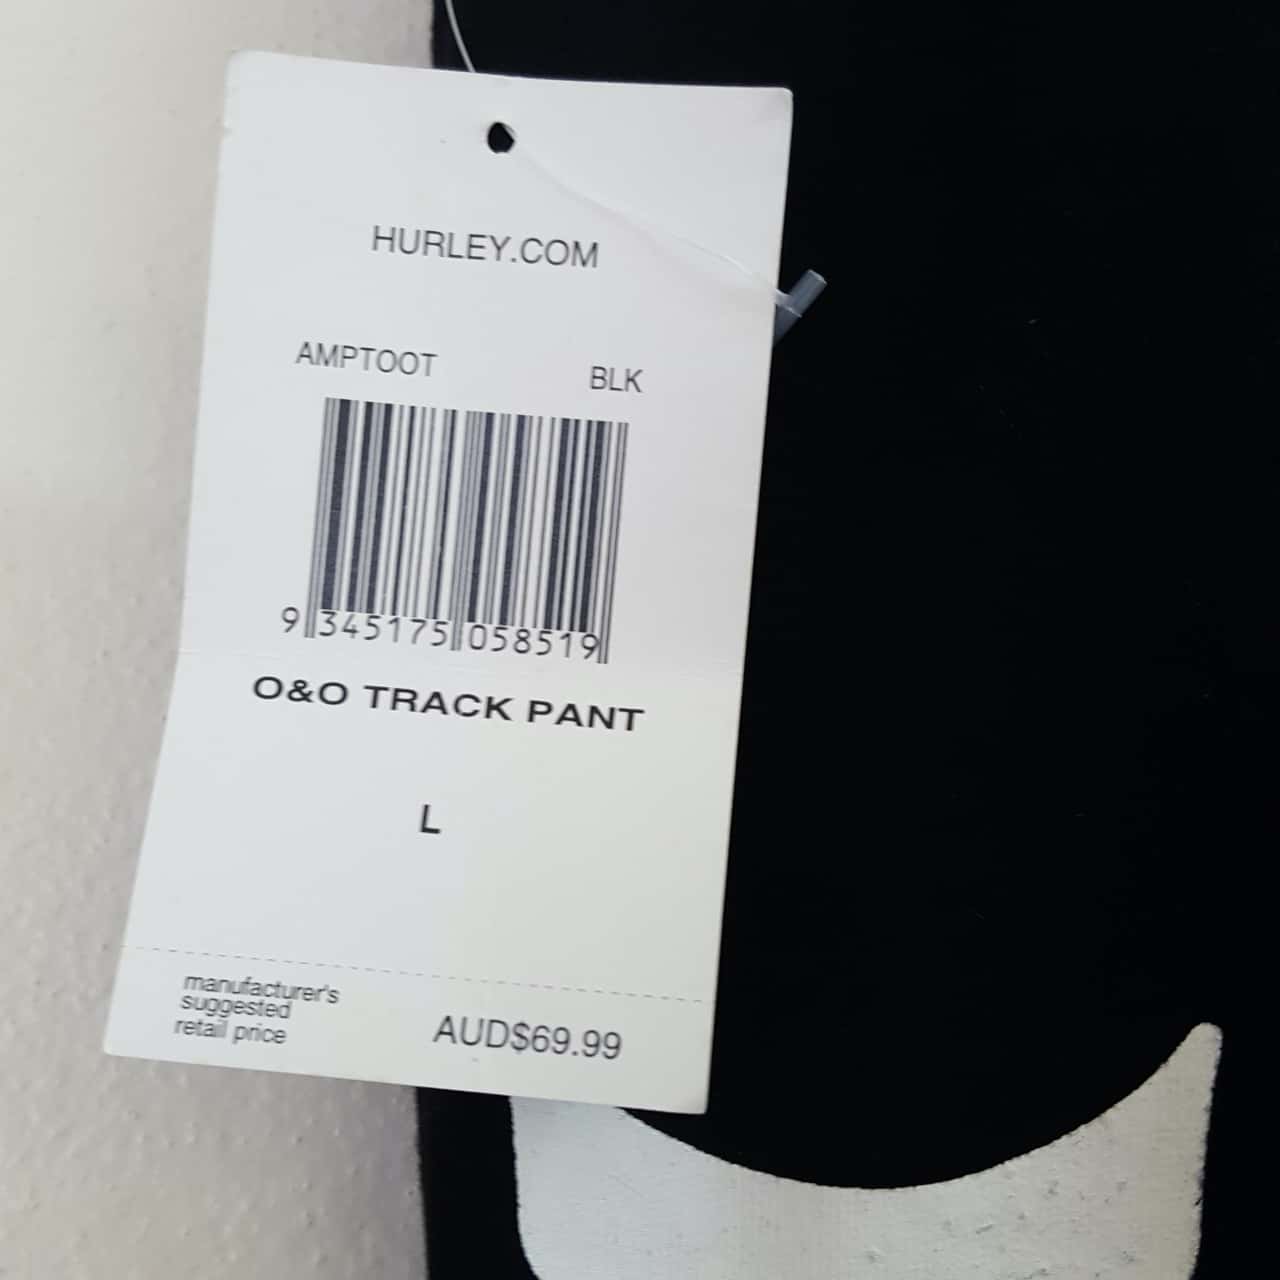 HURLEY.COM
AMPTOOT BLK
9 345175 058519
O&O TRACK PANT
L
manufacturer's
suggested
retail price
AUD$69.99